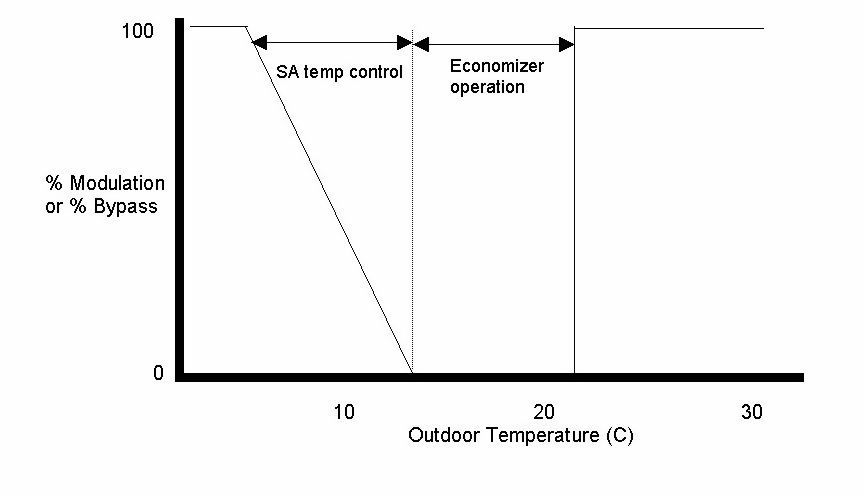 100
SA temp control
Economizer
operation
% Modulation
or % Bypass
0
10
20
30
Outdoor Temperature (C)